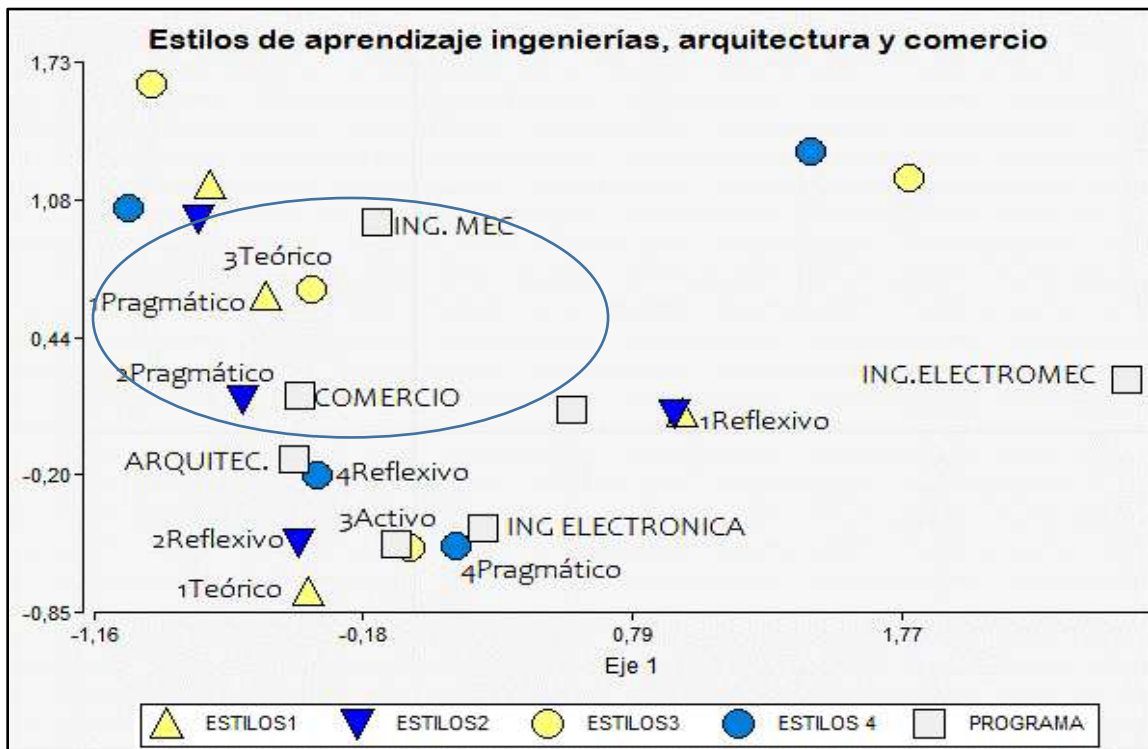 Estilos de aprendizaje ingenierías, arquitectura y comercio
1,73
1,08
ING. MEC
3Teórico
1Pragmático
0,44
2Pragmático
ING.ELECTROMEC
COMERCIO
1Reflexivo
ARQUITEC.
-0,20
4Reflexivo
3Activo
ING ELECTRONICA
2Reflexivo
4Pragmático
1Teórico
-0,85
-1,16 -0,18 0,79 1,77
Eje 1
ESTILOS1 ESTILOS2 ESTILOS3 ESTILOS 4 PROGRAMA